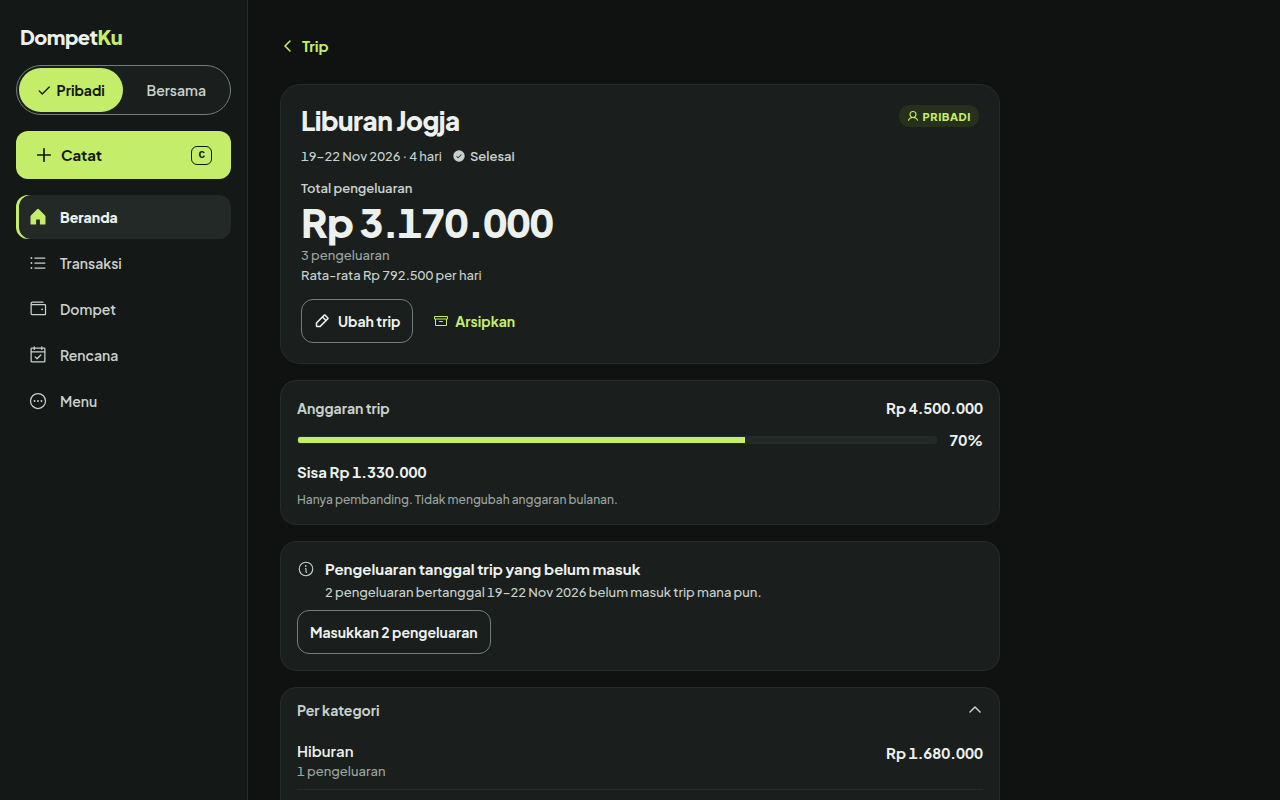 DompetKu
Pribadi
Bersama
Catat
C
Beranda
Transaksi
Dompet
Rencana
Menu
Trip
Liburan Jogja
PRIBADI
19–22 Nov 2026 · 4 hari
Selesai
Total pengeluaran
Rp 3.170.000
3 pengeluaran
Rata-rata Rp 792.500 per hari
Ubah trip
Arsipkan
Anggaran trip
Rp 4.500.000
70%
Sisa Rp 1.330.000
Hanya pembanding. Tidak mengubah anggaran bulanan.
Pengeluaran tanggal trip yang belum masuk
2 pengeluaran bertanggal 19–22 Nov 2026 belum masuk trip mana pun.
Masukkan 2 pengeluaran
Per kategori
Hiburan
Rp 1.680.000
1 pengeluaran